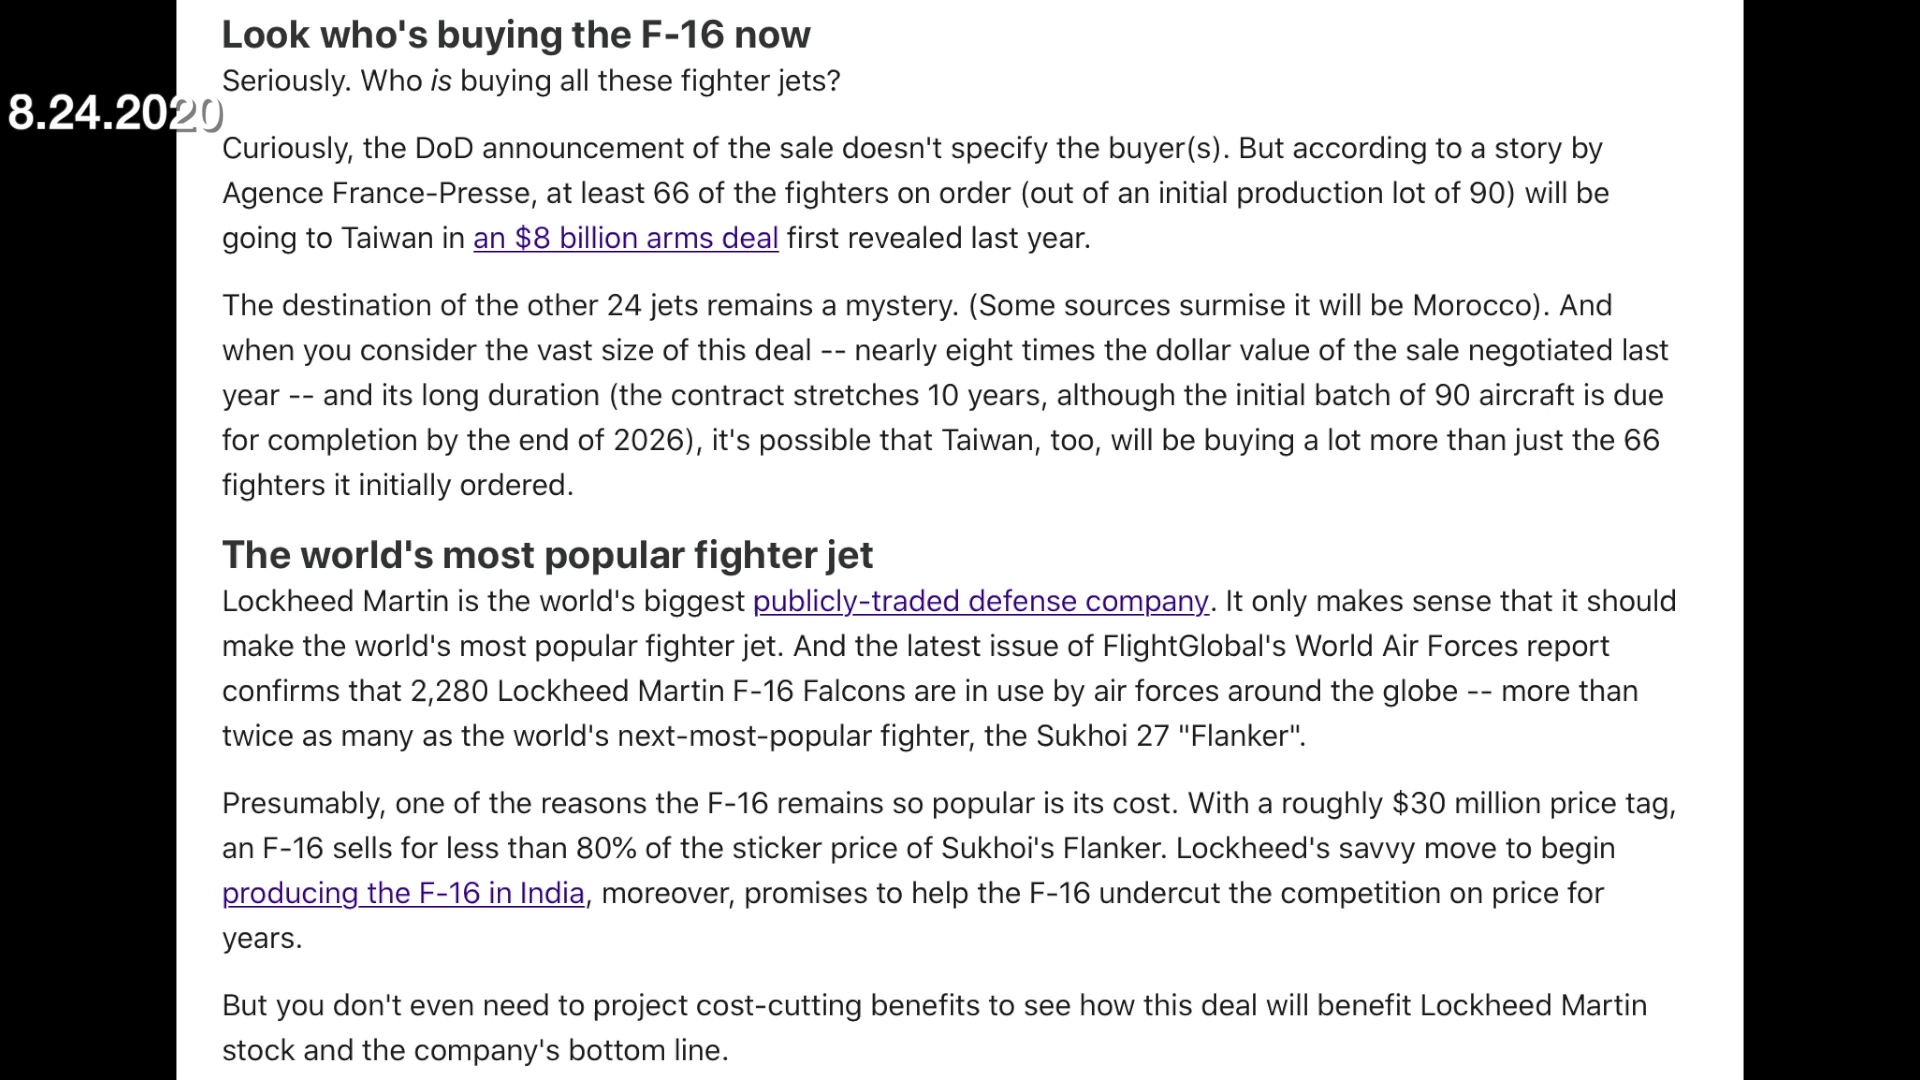 Look who's buying the F-16 now
Seriously. Who is buying all these fighter jets?
8.24.2020
Curiously, the DoD announcement of the sale doesn't specify the buyer(s). But according to a story by
Agence France-Presse, at least 66 of the fighters on order (out of an initial production lot of 90) will be
going to Taiwan in an $8 billion arms deal first revealed last year.
The destination of the other 24 jets remains a mystery. (Some sources surmise it will be Morocco). And
when you consider the vast size of this deal -- nearly eight times the dollar value of the sale negotiated last
year -- and its long duration (the contract stretches 10 years, although the initial batch of 90 aircraft is due
for completion by the end of 2026), it's possible that Taiwan, too, will be buying a lot more than just the 66
fighters it initially ordered.
The world's most popular fighter jet
Lockheed Martin is the world's biggest publicly-traded defense company. It only makes sense that it should
make the world's most popular fighter jet. And the latest issue of FlightGlobal's World Air Forces report
confirms that 2,280 Lockheed Martin F-16 Falcons are in use by air forces around the globe -- more than
twice as many as the world's next-most-popular fighter, the Sukhoi 27 "Flanker".
Presumably, one of the reasons the F-16 remains so popular is its cost. With a roughly $30 million price tag,
an F-16 sells for less than 80% of the sticker price of Sukhoi's Flanker. Lockheed's savvy move to begin
producing the F-16 in India, moreover, promises to help the F-16 undercut the competition on price for
years.
But you don't even need to project cost-cutting benefits to see how this deal will benefit Lockheed Martin
stock and the company's bottom line.